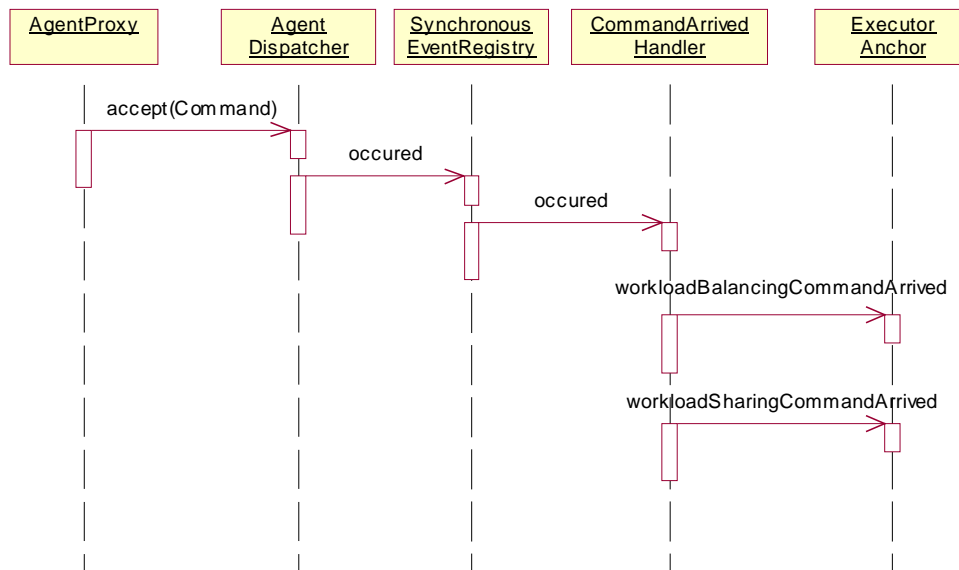 AgentProxy
Agent
Dispatcher
Synchronous
EventRegistry
CommandArrived
Handler
Executor
Anchor
accept(Command)
occured
occured
workloadBalancingCommandArrived
workloadSharingCommandArrived